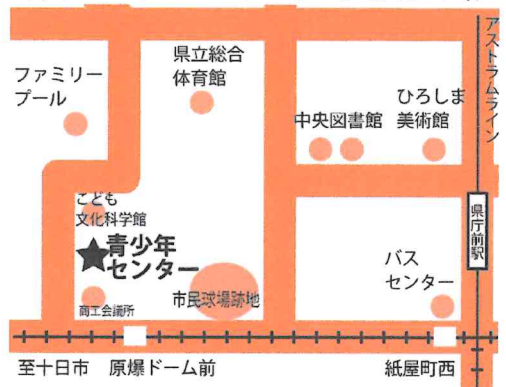 アストラムライン
県立総合
体育館
ファミリー
プール
ひろしま
美術館
中央図書館
こども
文化科学館
県庁前駅
青少年
センター
バス
センター
市民球場跡地
商工会議所
至十日市
原爆ドーム前
紙屋町西